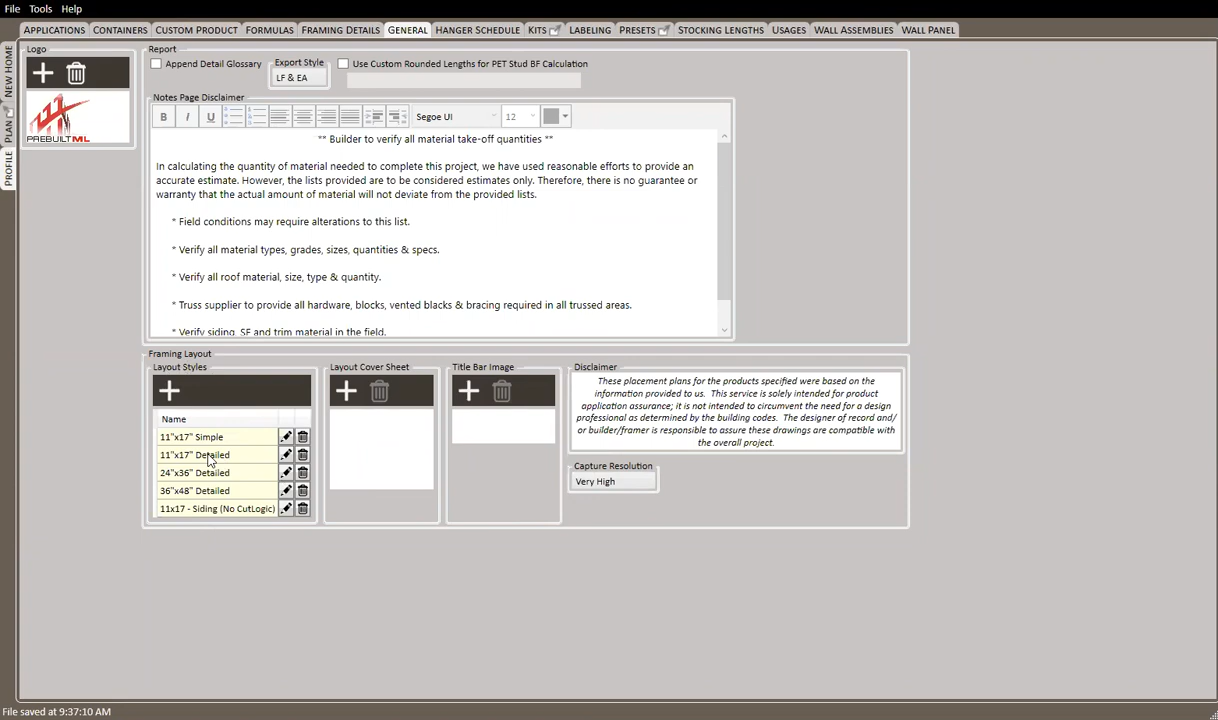 File Tools Help
APPLICATIONS CONTAINERS CUSTOM PRODUCT FORMULAS FRAMING DETAILS GENERAL HANGER SCHEDULE KITS LABELING PRESETS STOCKING LENGTHS USAGES WALL ASSEMBLIES WALL PANEL
NEW HOME
PLAN
PROFILE
Logo
PREBUILTML
Report
Append Detail Glossary
Export Style
LF & EA
Use Custom Rounded Lengths for PET Stud BF Calculation
Notes Page Disclaimer
B I U Segoe UI 12
** Builder to verify all material take-off quantities **
In calculating the quantity of material needed to complete this project, we have used reasonable efforts to provide an
accurate estimate. However, the lists provided are to be considered estimates only. Therefore, there is no guarantee or
warranty that the actual amount of material will not deviate from the provided lists.
* Field conditions may require alterations to this list.
* Verify all material types, grades, sizes, quantities & specs.
* Verify all roof material, size, type & quantity.
* Truss supplier to provide all hardware, blocks, vented blacks & bracing required in all trussed areas.
* Verify siding, SF and trim material in the field.
Framing Layout
Layout Styles
Name
11"x17" Simple
11"x17" Detailed
24"x36" Detailed
36"x48" Detailed
11x17 - Siding (No CutLogic)
Layout Cover Sheet
Title Bar Image
Disclaimer
These placement plans for the products specified were based on the
information provided to us. This service is solely intended for product
application assurance; it is not intended to circumvent the need for a design
professional as determined by the building codes. The designer of record and/
or builder/framer is responsible to assure these drawings are compatible with
the overall project.
Capture Resolution
Very High
File saved at 9:37:10 AM